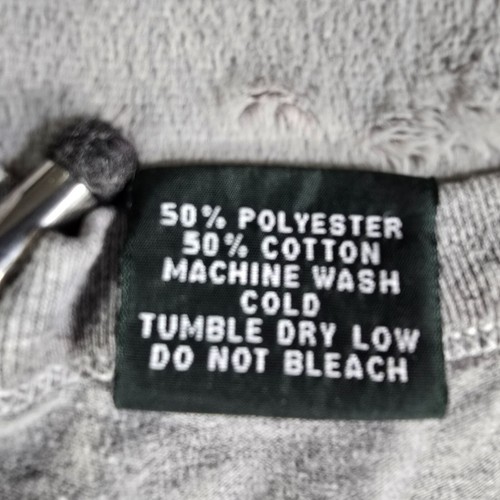 50% POLYESTER
50% COTTON
MACHINE WASH
COLD
TUMBLE DRY LOW
DO NOT BLEACH